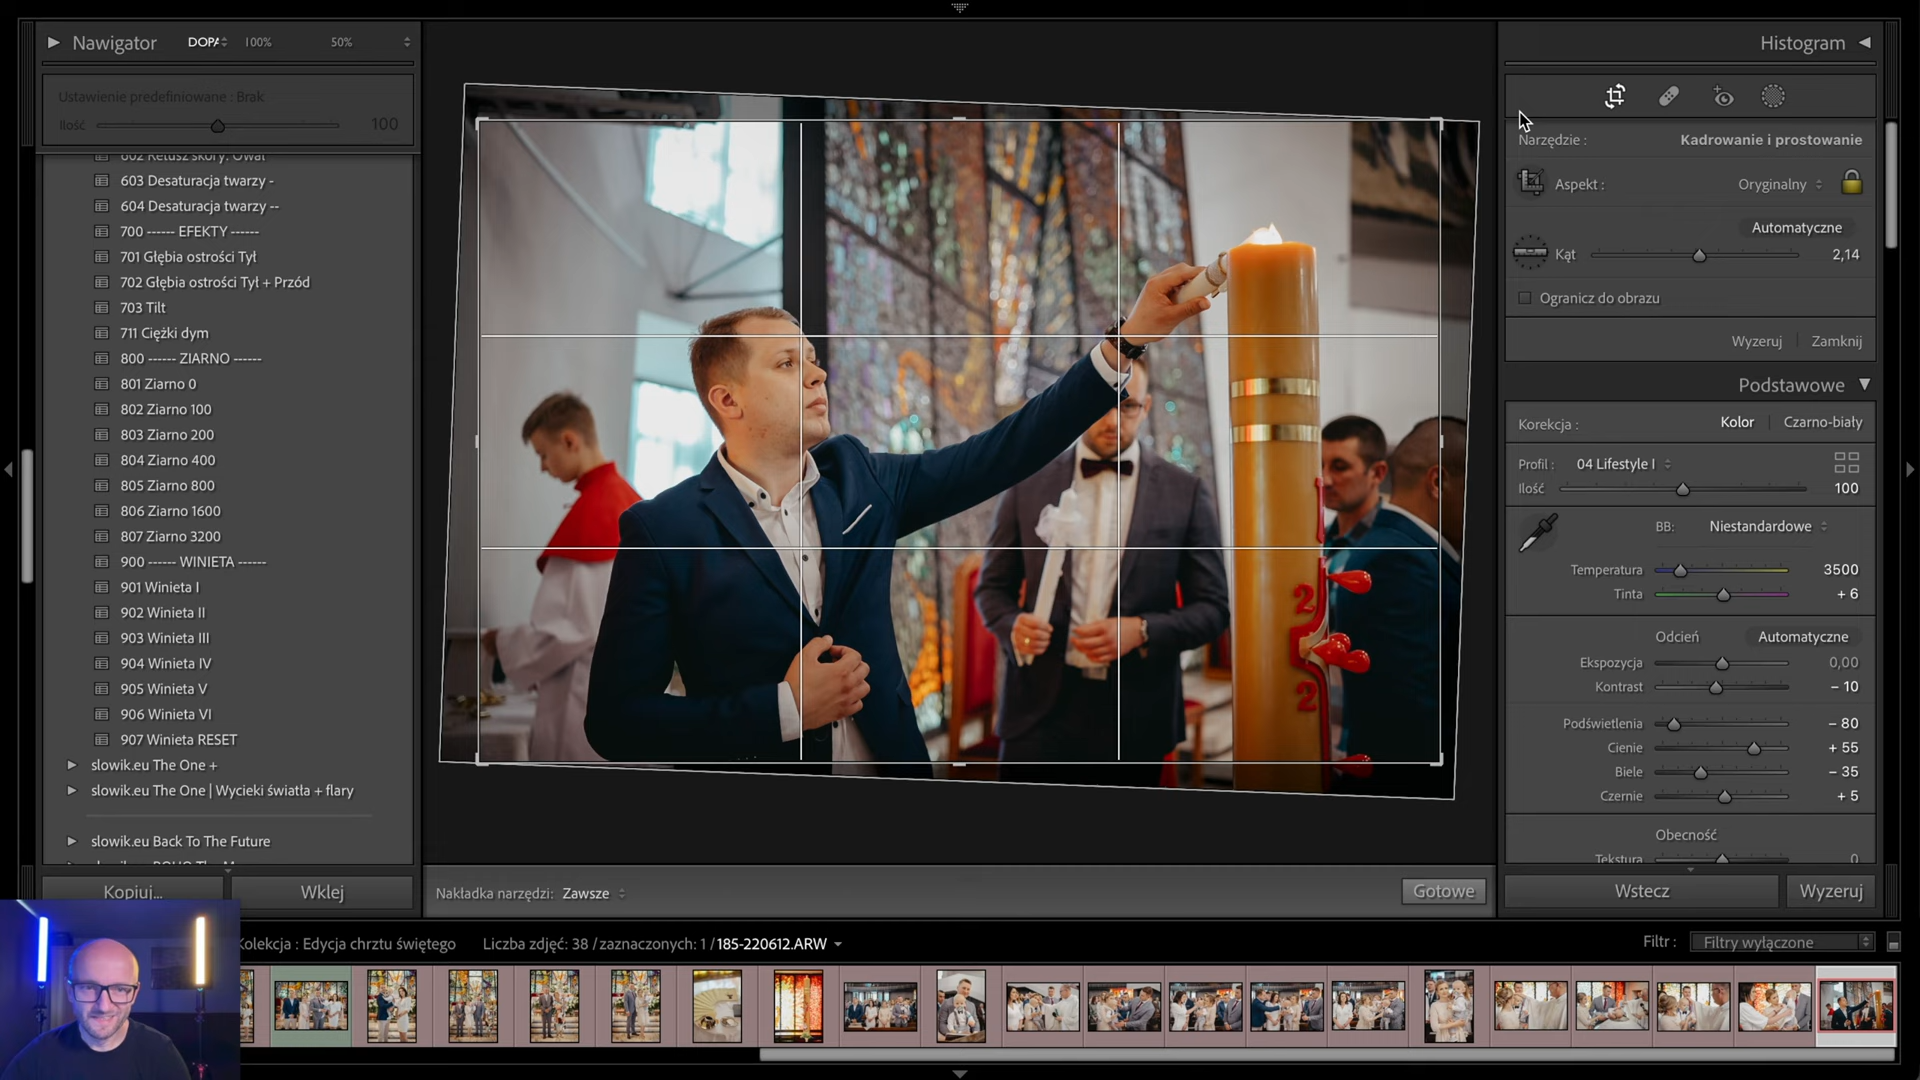 Nawigator DOPA 100% 50%
Ustawienie predefiniowane : Brak
Ilość 100
602 Retusz skóry: Owal
603 Desaturacja twarzy -
604 Desaturacja twarzy --
700 ------ EFEKTY ------
701 Głębia ostrości Tył
702 Głębia ostrości Tył + Przód
703 Tilt
711 Ciężki dym
800 ------ ZIARNO ------
801 Ziarno 0
802 Ziarno 100
803 Ziarno 200
804 Ziarno 400
805 Ziarno 800
806 Ziarno 1600
807 Ziarno 3200
900 ------ WINIETA ------
901 Winieta I
902 Winieta II
903 Winieta III
904 Winieta IV
905 Winieta V
906 Winieta VI
907 Winieta RESET
slowik.eu The One +
slowik.eu The One | Wycieki światła + flary
slowik.eu Back To The Future
Kopiuj... Wklej
2
2
Nakładka narzędzi: Zawsze
Gotowe
Histogram
Narzędzie : Kadrowanie i prostowanie
Aspekt : Oryginalny
Automatyczne
Kąt 2,14
Ogranicz do obrazu
Wyzeruj Zamknij
Podstawowe
Korekcja : Kolor Czarno-biały
Profil : 04 Lifestyle I
Ilość 100
BB: Niestandardowe
Temperatura 3500
Tinta + 6
Odcień Automatyczne
Ekspozycja 0,00
Kontrast – 10
Podświetlenia – 80
Cienie + 55
Biele – 35
Czernie + 5
Obecność
Tekstura 0
Wstecz Wyzeruj
Kolekcja : Edycja chrztu świętego Liczba zdjęć: 38 / zaznaczonych: 1 / 185-220612.ARW
Filtr : Filtry wyłączone